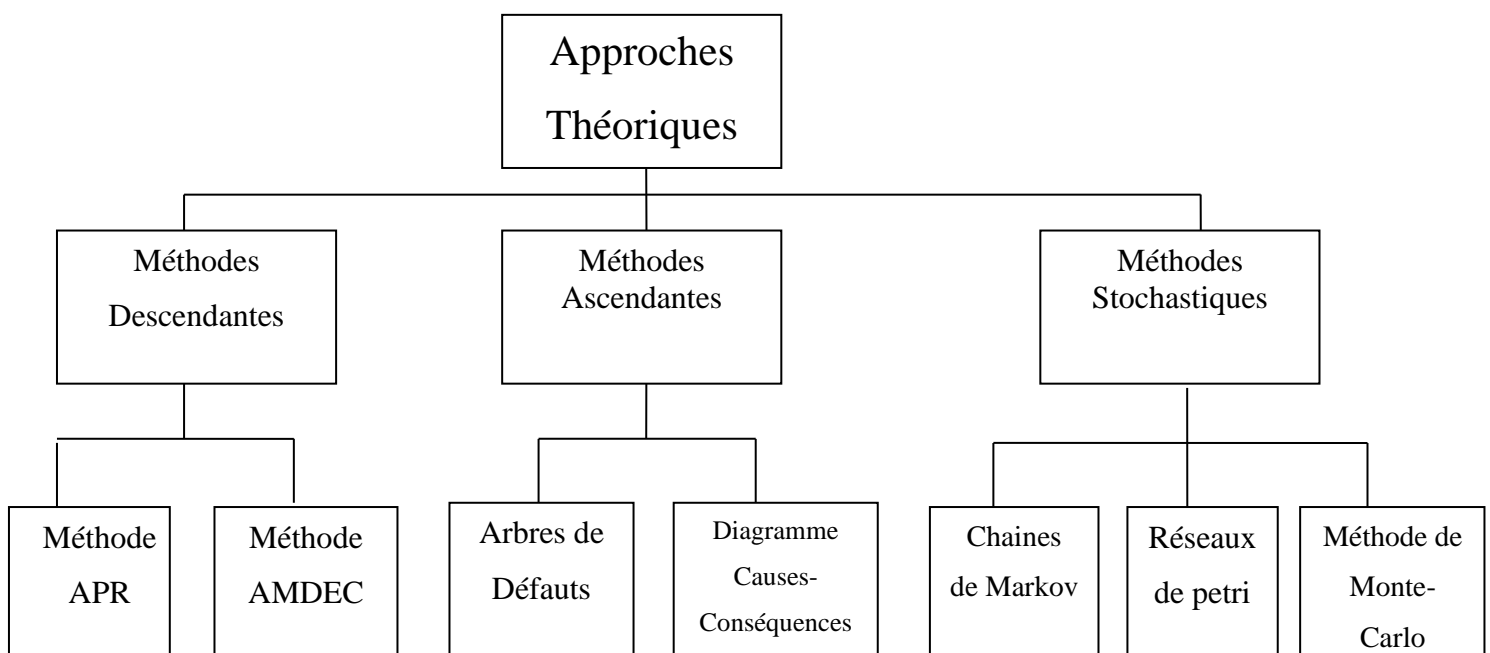 Approches
Théoriques
Méthodes
Descendantes
Méthodes
Ascendantes
Méthodes
Stochastiques
Méthode
APR
Méthode
AMDEC
Arbres de
Défauts
Diagramme
Causes-
Conséquences
Chaines
de Markov
Réseaux
de petri
Méthode de
Monte-
Carlo